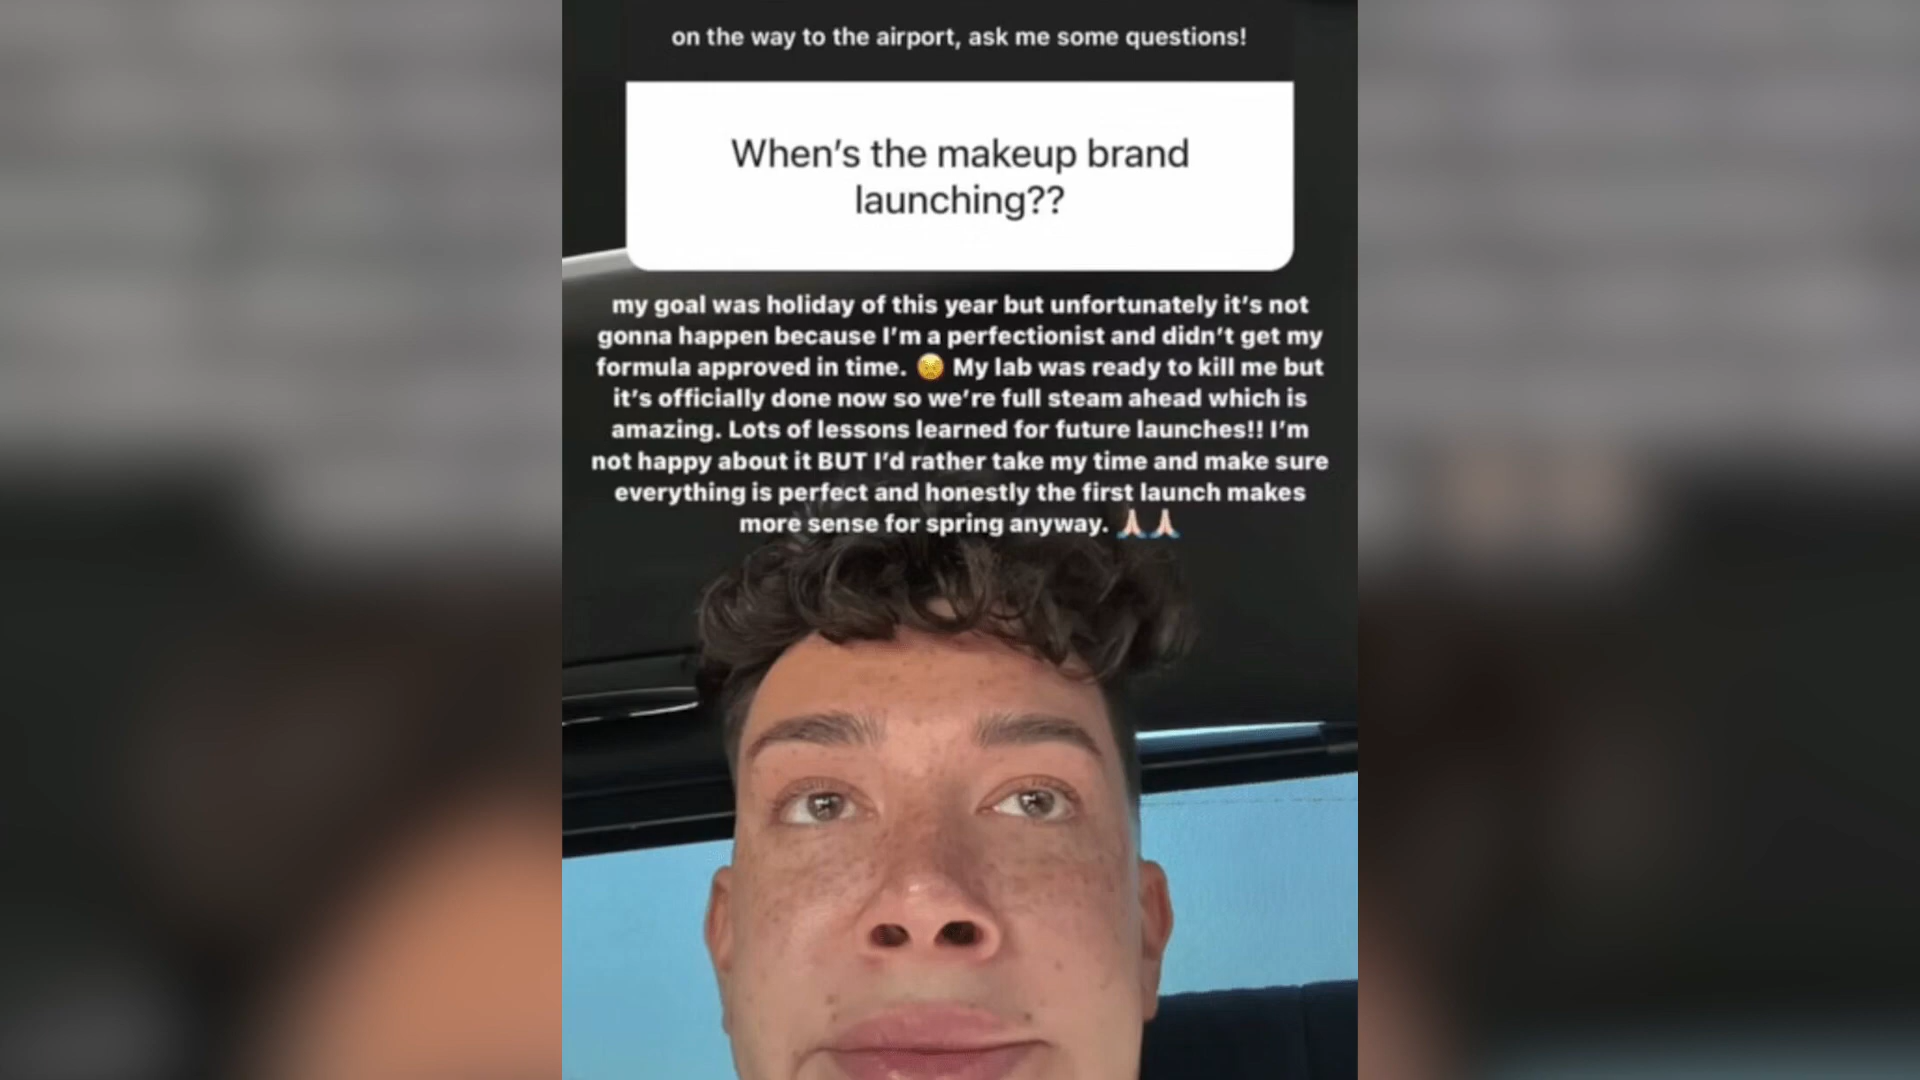 on the way to the airport, ask me some questions!
When's the makeup brand
launching??
my goal was holiday of this year but unfortunately it's not
gonna happen because I'm a perfectionist and didn't get my
formula approved in time. 😟 My lab was ready to kill me but
it's officially done now so we're full steam ahead which is
amazing. Lots of lessons learned for future launches!! I'm
not happy about it BUT I'd rather take my time and make sure
everything is perfect and honestly the first launch makes
more sense for spring anyway. 🙏🏻🙏🏻